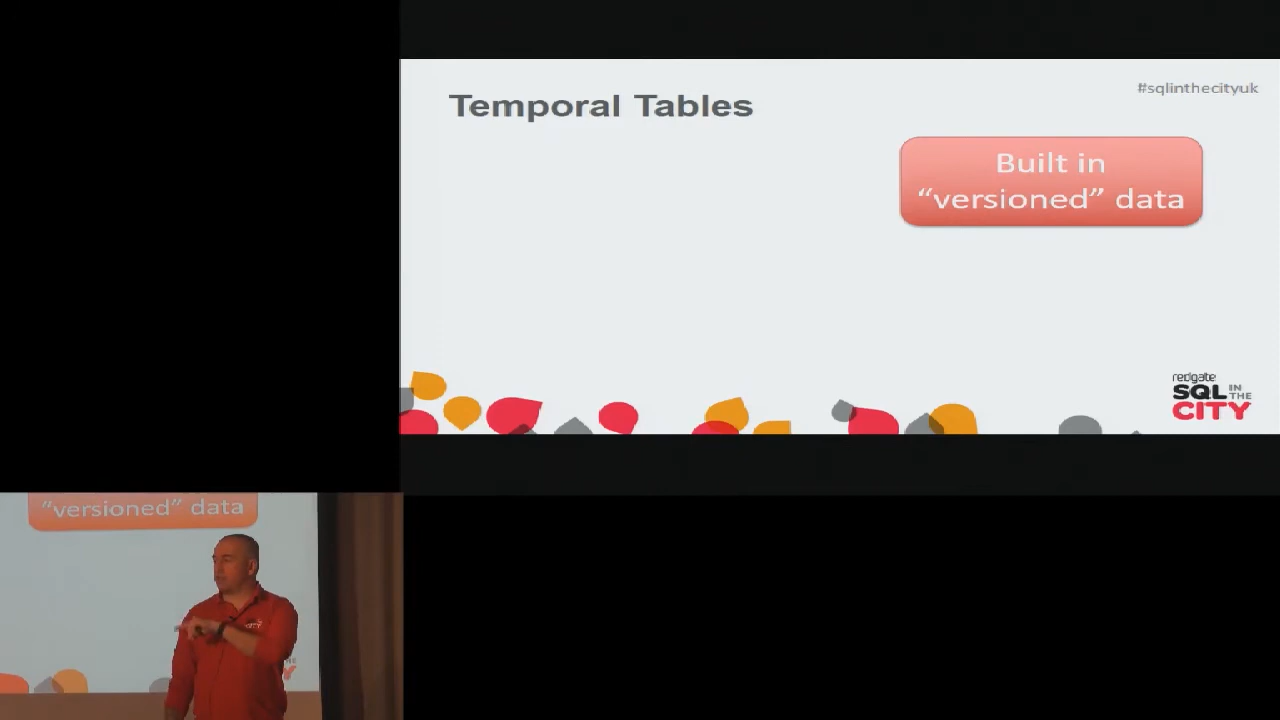 #sqlinthecityuk
Temporal Tables
Built in
“versioned” data
redgate
SQL IN THE
CITY
“versioned” data